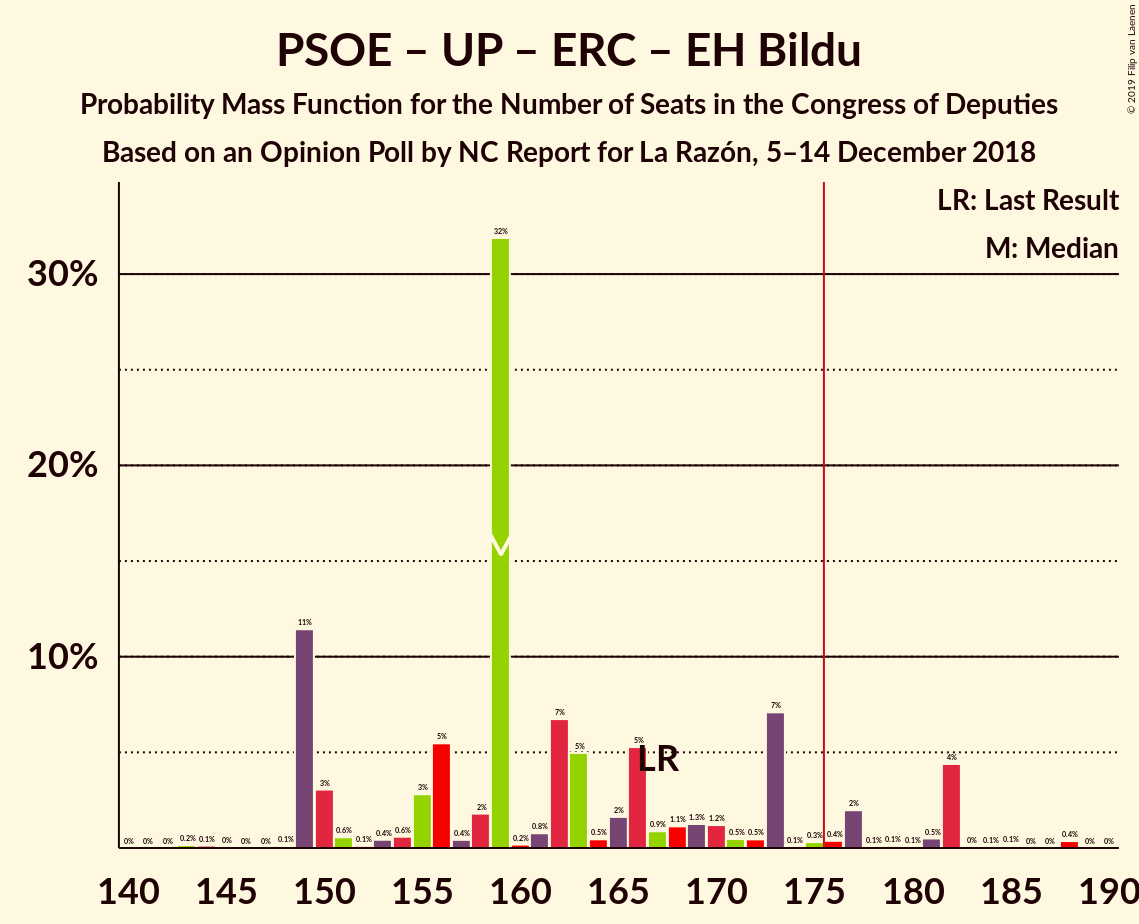 PSOE – UP – ERC – EH Bildu
Probability Mass Function for the Number of Seats in the Congress of Deputies
Based on an Opinion Poll by NC Report for La Razón, 5–14 December 2018
© 2019 Filip van Laenen
LR: Last Result
M: Median
30%
20%
10%
0% 0% 0% 0.2% 0.1% 0% 0% 0% 0.1% 11% 3% 0.6% 0.1% 0.4% 0.6% 3% 5% 0.4% 2% 32% 0.2% 0.8% 7% 5% 0.5% 2% 5% 0.9% 1.1% 1.3% 1.2% 0.5% 0.5% 7% 0.1% 0.3% 0.4% 2% 0.1% 0.1% 0.1% 0.5% 4% 0% 0.1% 0.1% 0% 0% 0.4% 0% 0%
LR
140 145 150 155 160 165 170 175 180 185 190